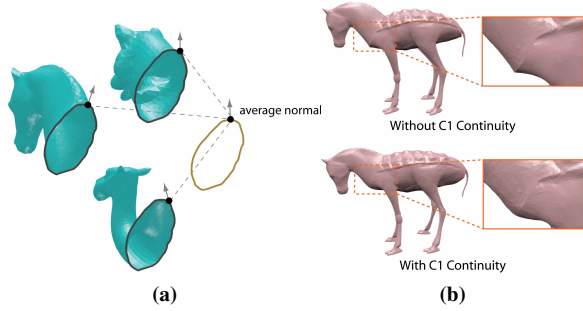 average normal
Without C1 Continuity
With C1 Continuity
(a)
(b)